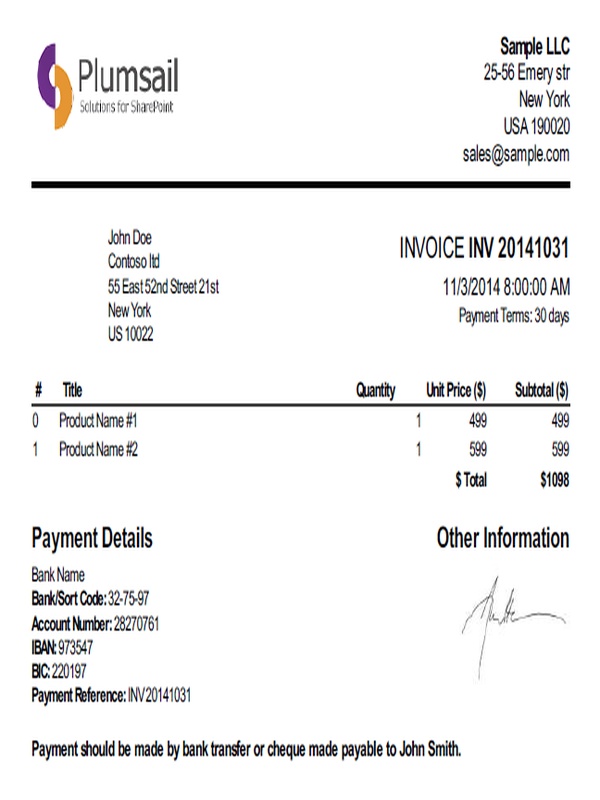 Plumsail
Solutions for SharePoint
Sample LLC
25-56 Emery str
New York
USA 190020
sales@sample.com
John Doe
Contoso ltd
55 East 52nd Street 21st
New York
US 10022
INVOICE INV 20141031
11/3/2014 8:00:00 AM
Payment Terms: 30 days
# Title Quantity Unit Price ($) Subtotal ($)
0 Product Name #1 1 499 499
1 Product Name #2 1 599 599
$ Total $1098
Payment Details
Bank Name
Bank/Sort Code: 32-75-97
Account Number: 28270761
IBAN: 973547
BIC: 220197
Payment Reference: INV20141031
Other Information
Payment should be made by bank transfer or cheque made payable to John Smith.